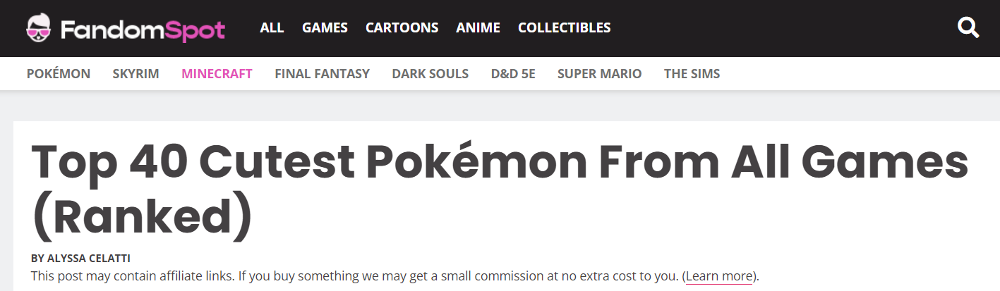 FandomSpot ALL GAMES CARTOONS ANIME COLLECTIBLES
POKÉMON SKYRIM MINECRAFT FINAL FANTASY DARK SOULS D&D 5E SUPER MARIO THE SIMS
Top 40 Cutest Pokémon From All Games
(Ranked)
BY ALYSSA CELATTI
This post may contain affiliate links. If you buy something we may get a small commission at no extra cost to you. (Learn more).